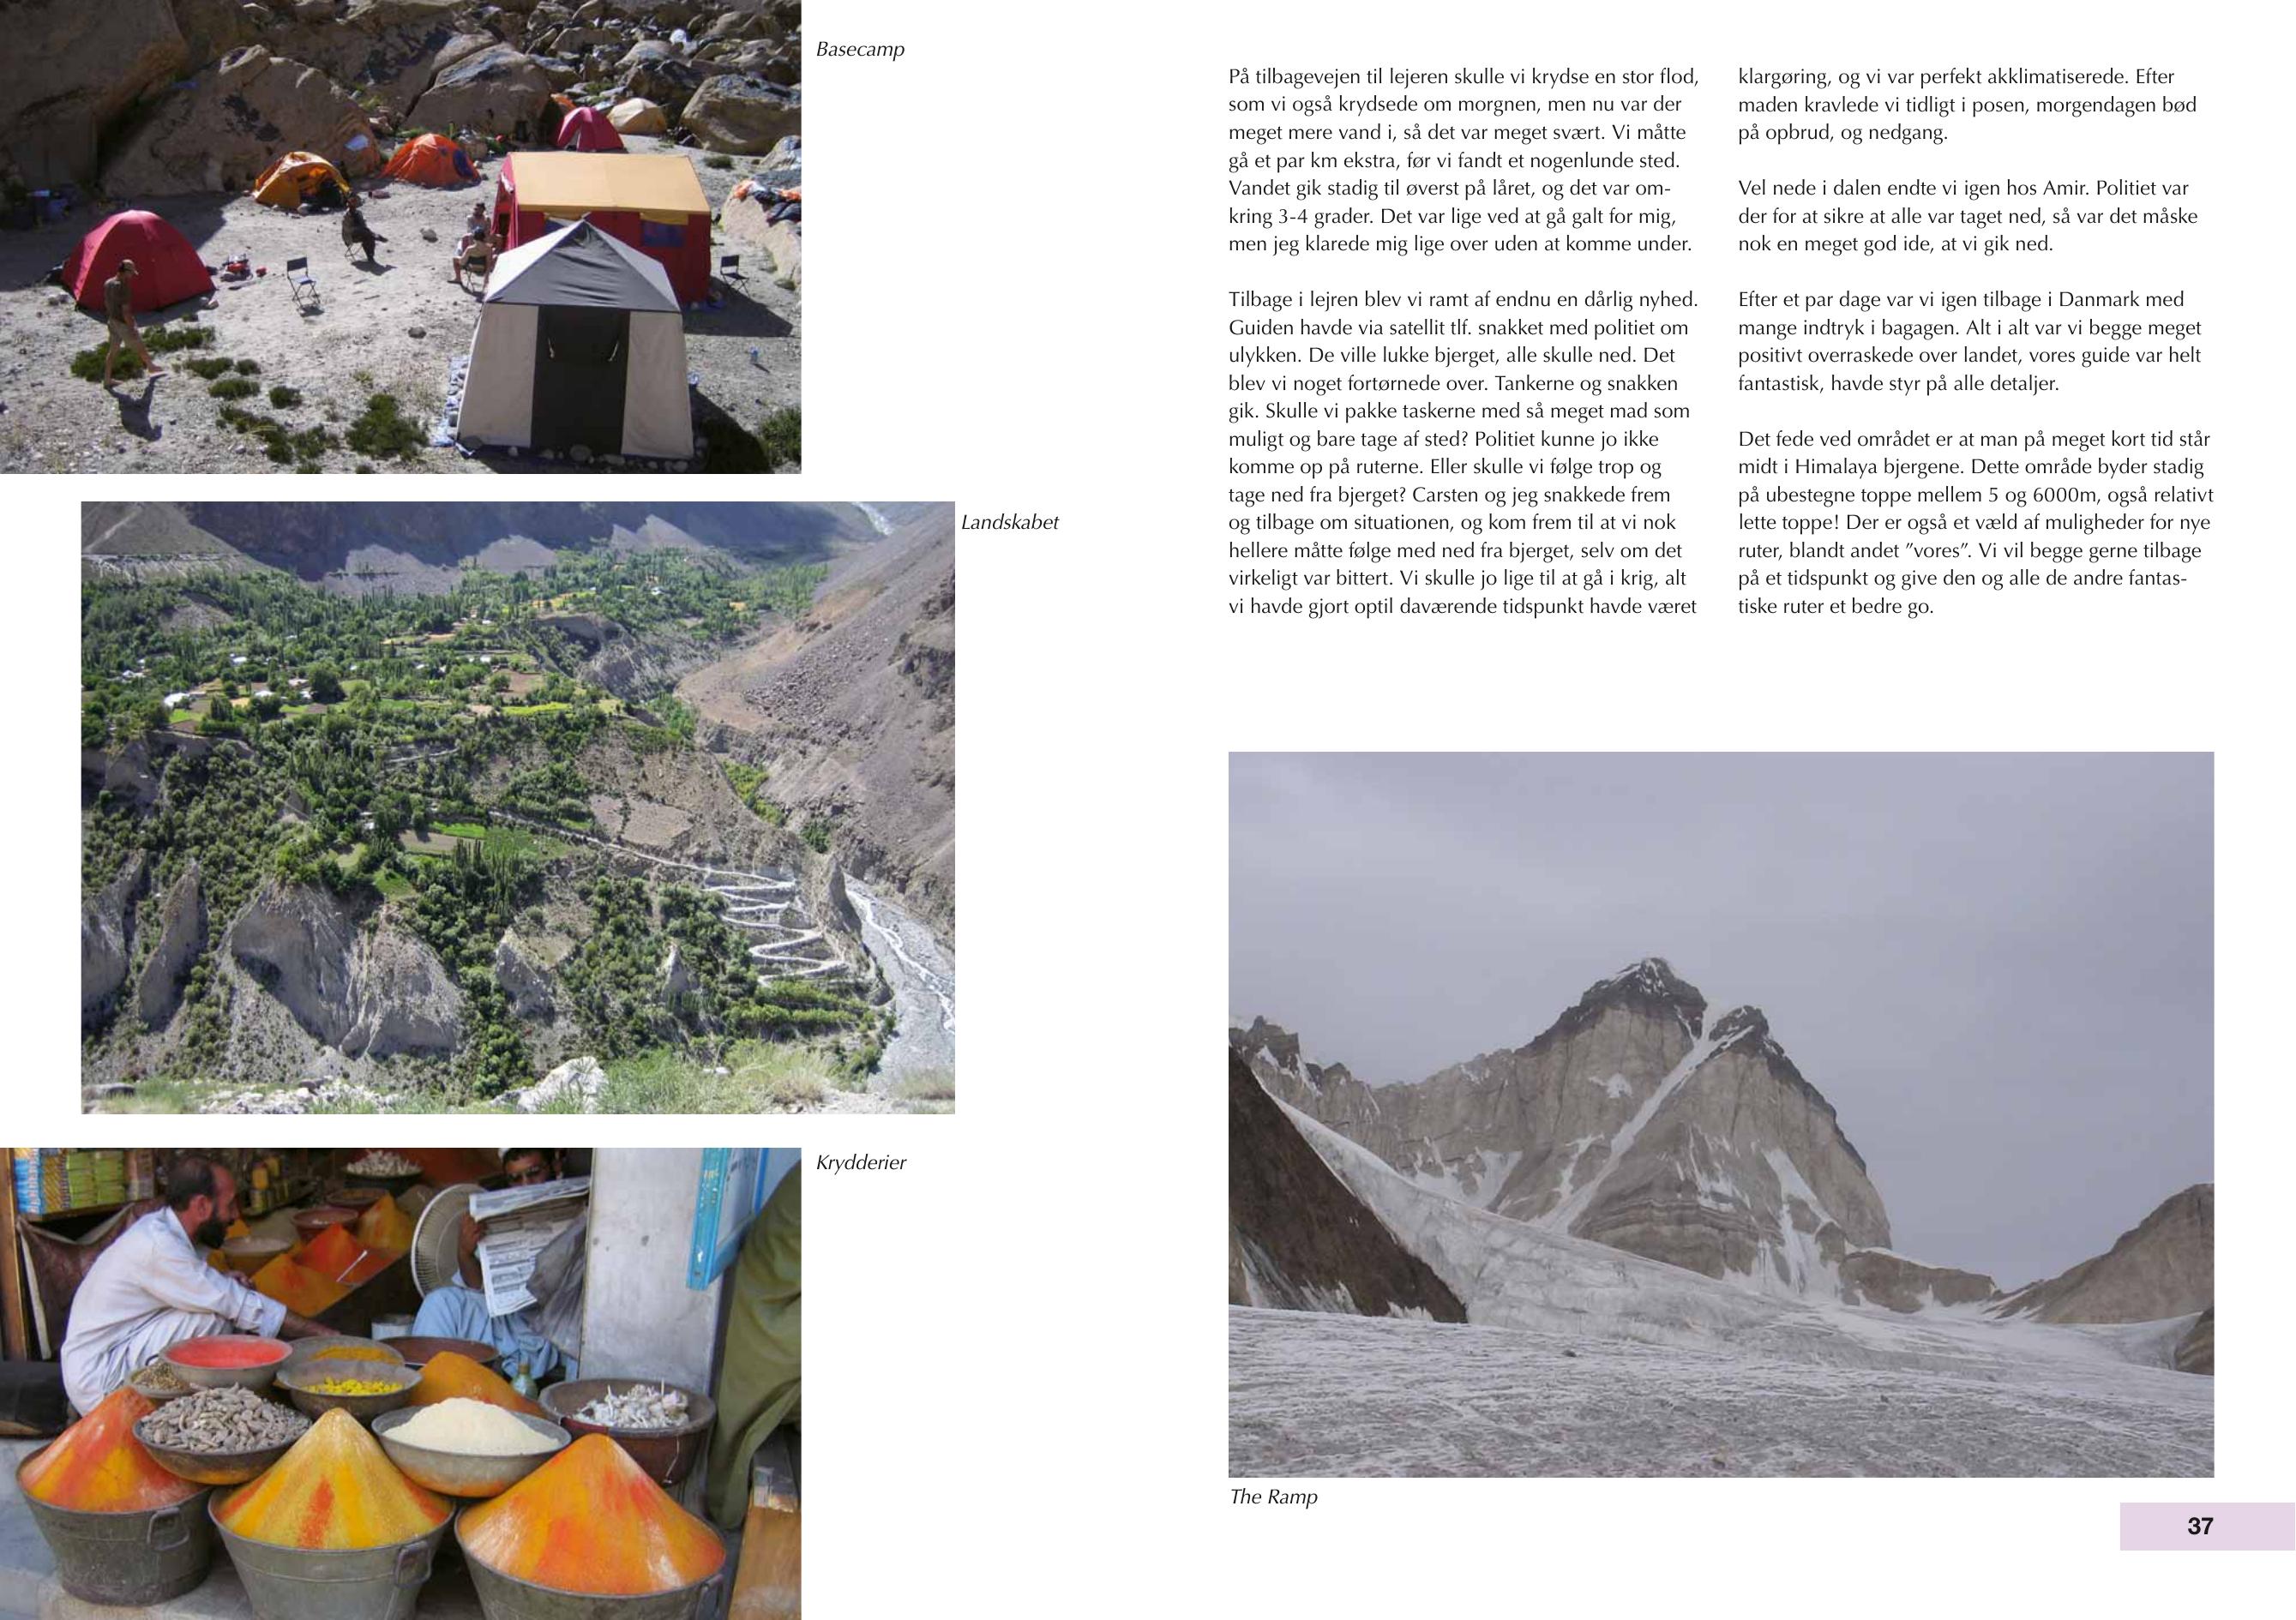 Basecamp
Landskabet
Krydderier
På tilbagevejen til lejeren skulle vi krydse en stor flod,
som vi også krydsede om morgnen, men nu var der
meget mere vand i, så det var meget svært. Vi måtte
gå et par km ekstra, før vi fandt et nogenlunde sted.
Vandet gik stadig til øverst på låret, og det var om-
kring 3-4 grader. Det var lige ved at gå galt for mig,
men jeg klarede mig lige over uden at komme under.
Tilbage i lejren blev vi ramt af endnu en dårlig nyhed.
Guiden havde via satellit tlf. snakket med politiet om
ulykken. De ville lukke bjerget, alle skulle ned. Det
blev vi noget fortørnede over. Tankerne og snakken
gik. Skulle vi pakke taskerne med så meget mad som
muligt og bare tage af sted? Politiet kunne jo ikke
komme op på ruterne. Eller skulle vi følge trop og
tage ned fra bjerget? Carsten og jeg snakkede frem
og tilbage om situationen, og kom frem til at vi nok
hellere måtte følge med ned fra bjerget, selv om det
virkeligt var bittert. Vi skulle jo lige til at gå i krig, alt
vi havde gjort optil daværende tidspunkt havde været
klargøring, og vi var perfekt akklimatiserede. Efter
maden kravlede vi tidligt i posen, morgendagen bød
på opbrud, og nedgang.
Vel nede i dalen endte vi igen hos Amir. Politiet var
der for at sikre at alle var taget ned, så var det måske
nok en meget god ide, at vi gik ned.
Efter et par dage var vi igen tilbage i Danmark med
mange indtryk i bagagen. Alt i alt var vi begge meget
positivt overraskede over landet, vores guide var helt
fantastisk, havde styr på alle detaljer.
Det fede ved området er at man på meget kort tid står
midt i Himalaya bjergene. Dette område byder stadig
på ubestegne toppe mellem 5 og 6000m, også relativt
lette toppe! Der er også et væld af muligheder for nye
ruter, blandt andet ”vores”. Vi vil begge gerne tilbage
på et tidspunkt og give den og alle de andre fantas-
tiske ruter et bedre go.
The Ramp
37